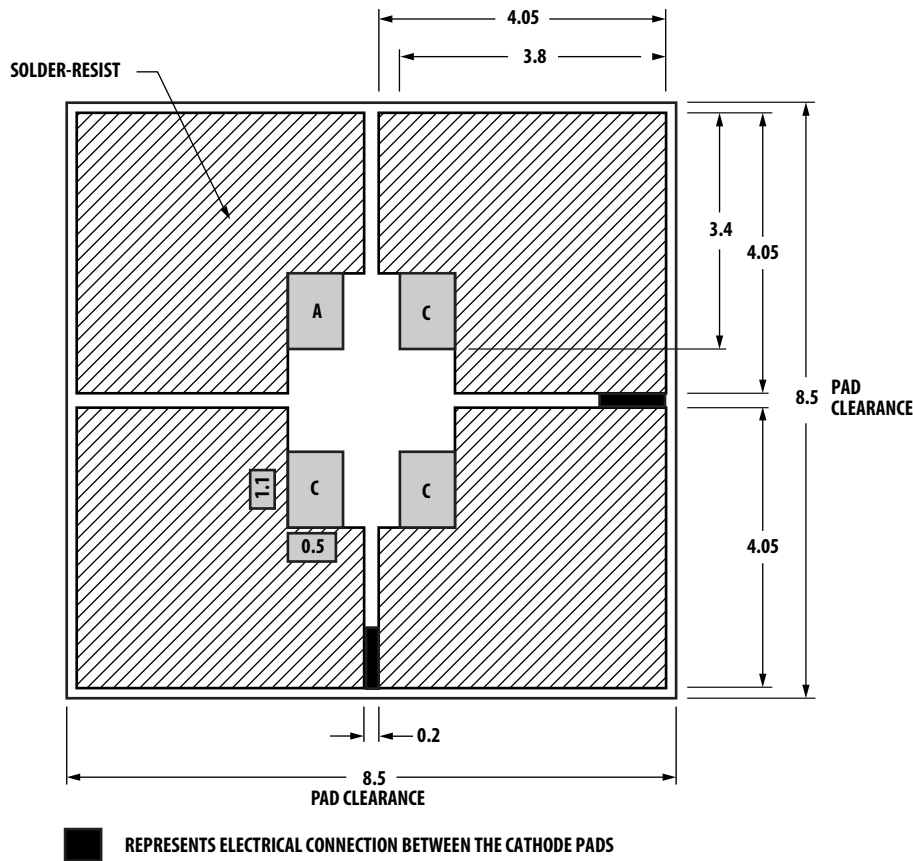 4.05
3.8
SOLDER-RESIST
3.4
4.05
A
C
8.5 PAD
CLEARANCE
1.1
C
C
0.5
4.05
0.2
8.5
PAD CLEARANCE
REPRESENTS ELECTRICAL CONNECTION BETWEEN THE CATHODE PADS